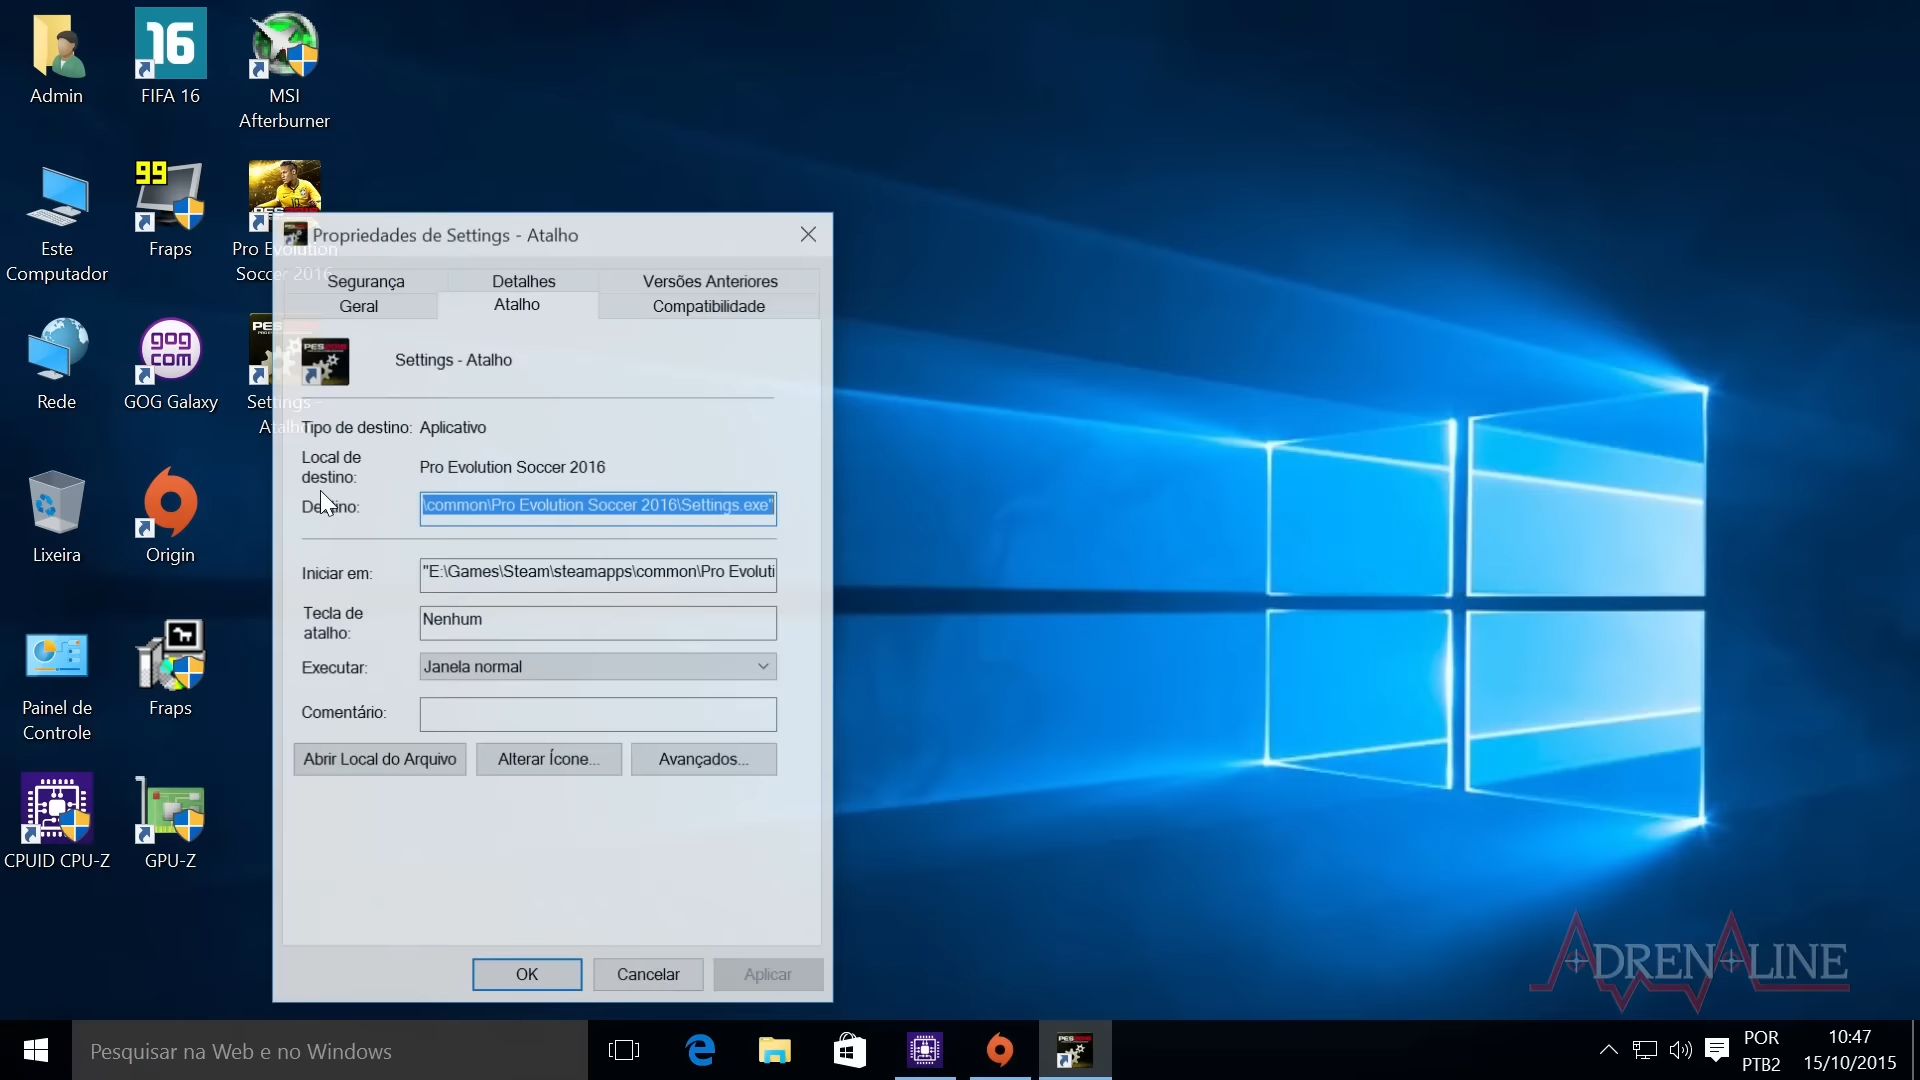 Admin
16
FIFA 16
MSI
Afterburner
Este
Computador
99
Fraps
Pro Evolution
Soccer 2016
Rede
gog
com
GOG Galaxy
PES
Settings -
Lixeira
Origin
Painel de
Controle
Fraps
CPUID CPU-Z
GPU-Z
Propriedades de Settings - Atalho
Segurança
Detalhes
Versões Anteriores
Geral
Atalho
Compatibilidade
Settings - Atalho
Tipo de destino: Aplicativo
Local de
destino:
Pro Evolution Soccer 2016
Destino:
\common\Pro Evolution Soccer 2016\Settings.exe"
Iniciar em:
"E:\Games\Steam\steamapps\common\Pro Evoluti
Tecla de
atalho:
Nenhum
Executar:
Janela normal
Comentário:
Abrir Local do Arquivo
Alterar Ícone...
Avançados...
OK
Cancelar
Aplicar
ADRENALINE
Pesquisar na Web e no Windows
POR
PTB2
10:47
15/10/2015